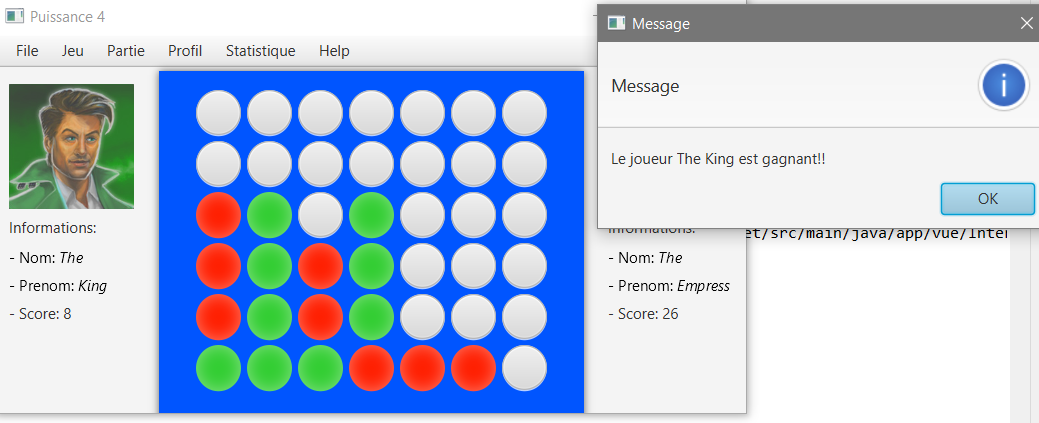 Puissance 4
File Jeu Partie Profil Statistique Help
Informations:
- Nom: The
- Prenom: King
- Score: 8
Message
Message
Le joueur The King est gagnant!!
OK
Informations:
et/src/main/java/app/vue/Inter
- Nom: The
- Prenom: Empress
- Score: 26